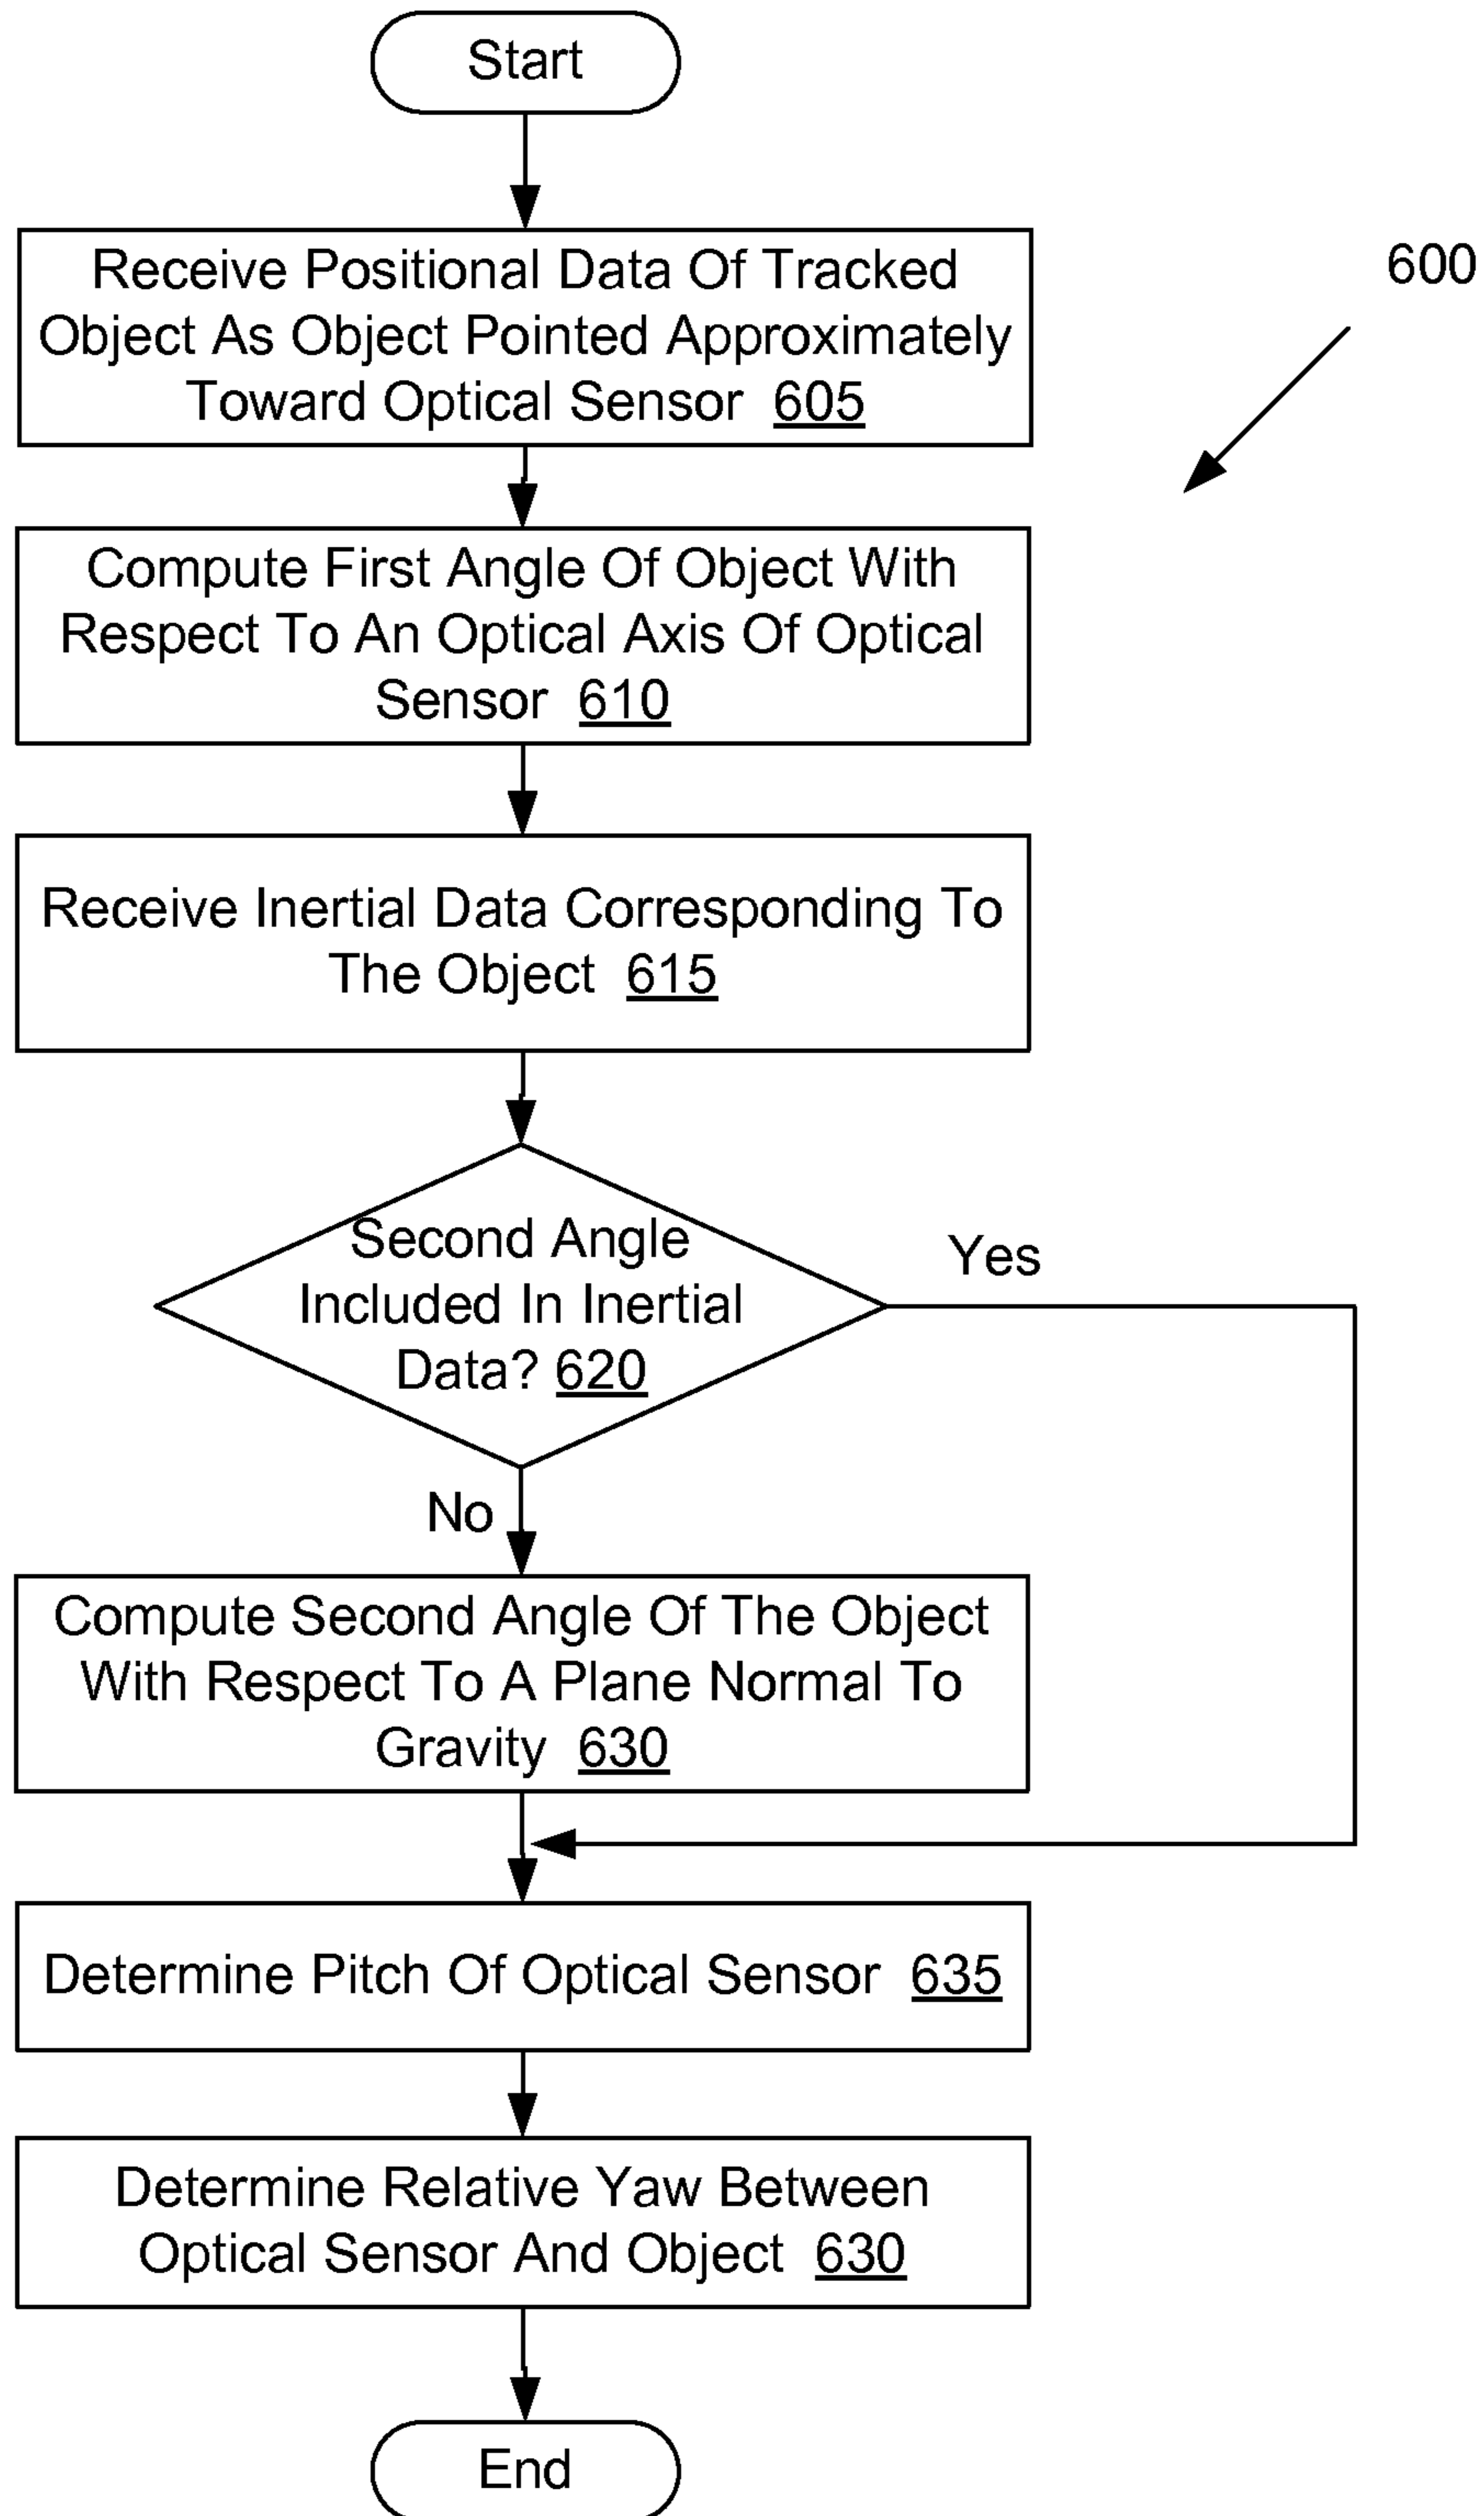 Start
Receive Positional Data Of Tracked
Object As Object Pointed Approximately
Toward Optical Sensor 605
600
Compute First Angle Of Object With
Respect To An Optical Axis Of Optical
Sensor 610
Receive Inertial Data Corresponding To
The Object 615
Second Angle
Included In Inertial
Data? 620
Yes
No
Compute Second Angle Of The Object
With Respect To A Plane Normal To
Gravity 630
Determine Pitch Of Optical Sensor 635
Determine Relative Yaw Between
Optical Sensor And Object 630
End